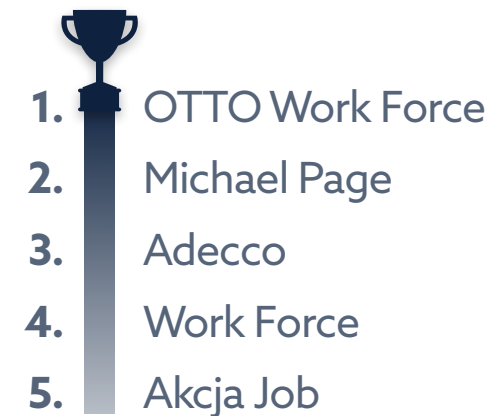 1. OTTO Work Force
2. Michael Page
3. Adecco
4. Work Force
5. Akcja Job